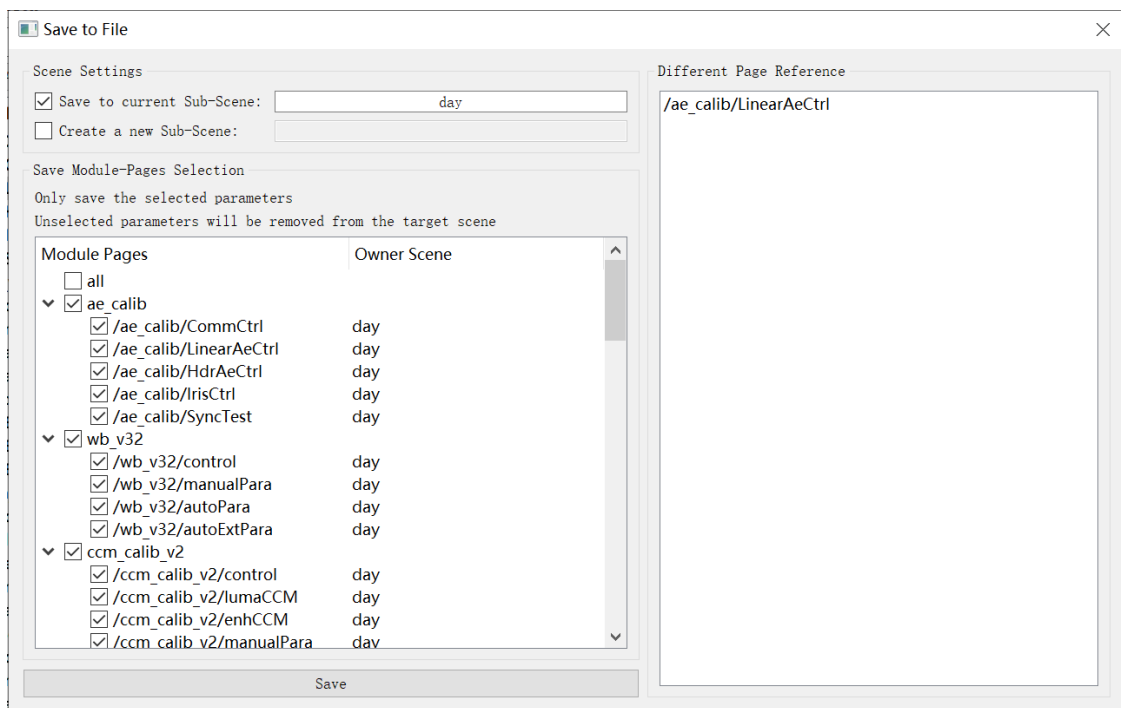 Save to File
Scene Settings
Save to current Sub-Scene: day
Create a new Sub-Scene:
Save Module-Pages Selection
Only save the selected parameters
Unselected parameters will be removed from the target scene
Module Pages Owner Scene
all
ae_calib
/ae_calib/CommCtrl day
/ae_calib/LinearAeCtrl day
/ae_calib/HdrAeCtrl day
/ae_calib/IrisCtrl day
/ae_calib/SyncTest day
wb_v32
/wb_v32/control day
/wb_v32/manualPara day
/wb_v32/autoPara day
/wb_v32/autoExtPara day
ccm_calib_v2
/ccm_calib_v2/control day
/ccm_calib_v2/lumaCCM day
/ccm_calib_v2/enhCCM day
/ccm_calib_v2/manualPara day
Save
Different Page Reference
/ae_calib/LinearAeCtrl